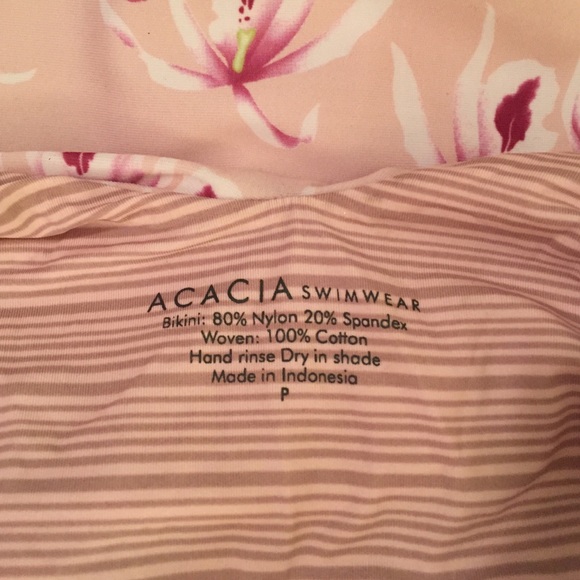 ACACIA SWIMWEAR
Bikini: 80% Nylon 20% Spandex
Woven: 100% Cotton
Hand rinse Dry in shade
Made in Indonesia
P